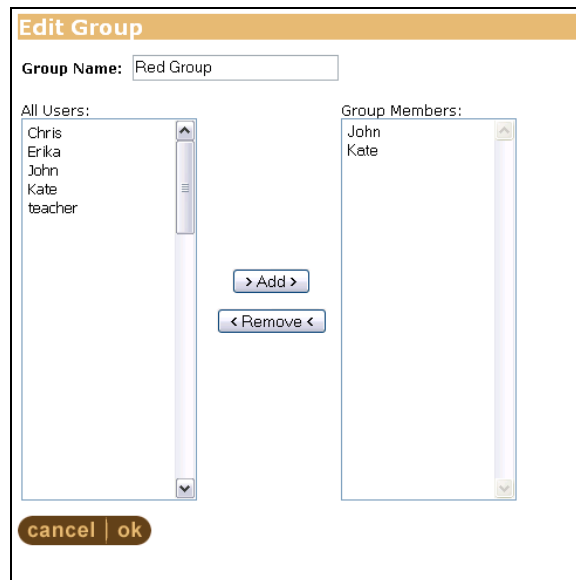 Edit Group
Group Name: Red Group
All Users:
Chris
Erika
John
Kate
teacher
> Add >
< Remove <
Group Members:
John
Kate
cancel | ok